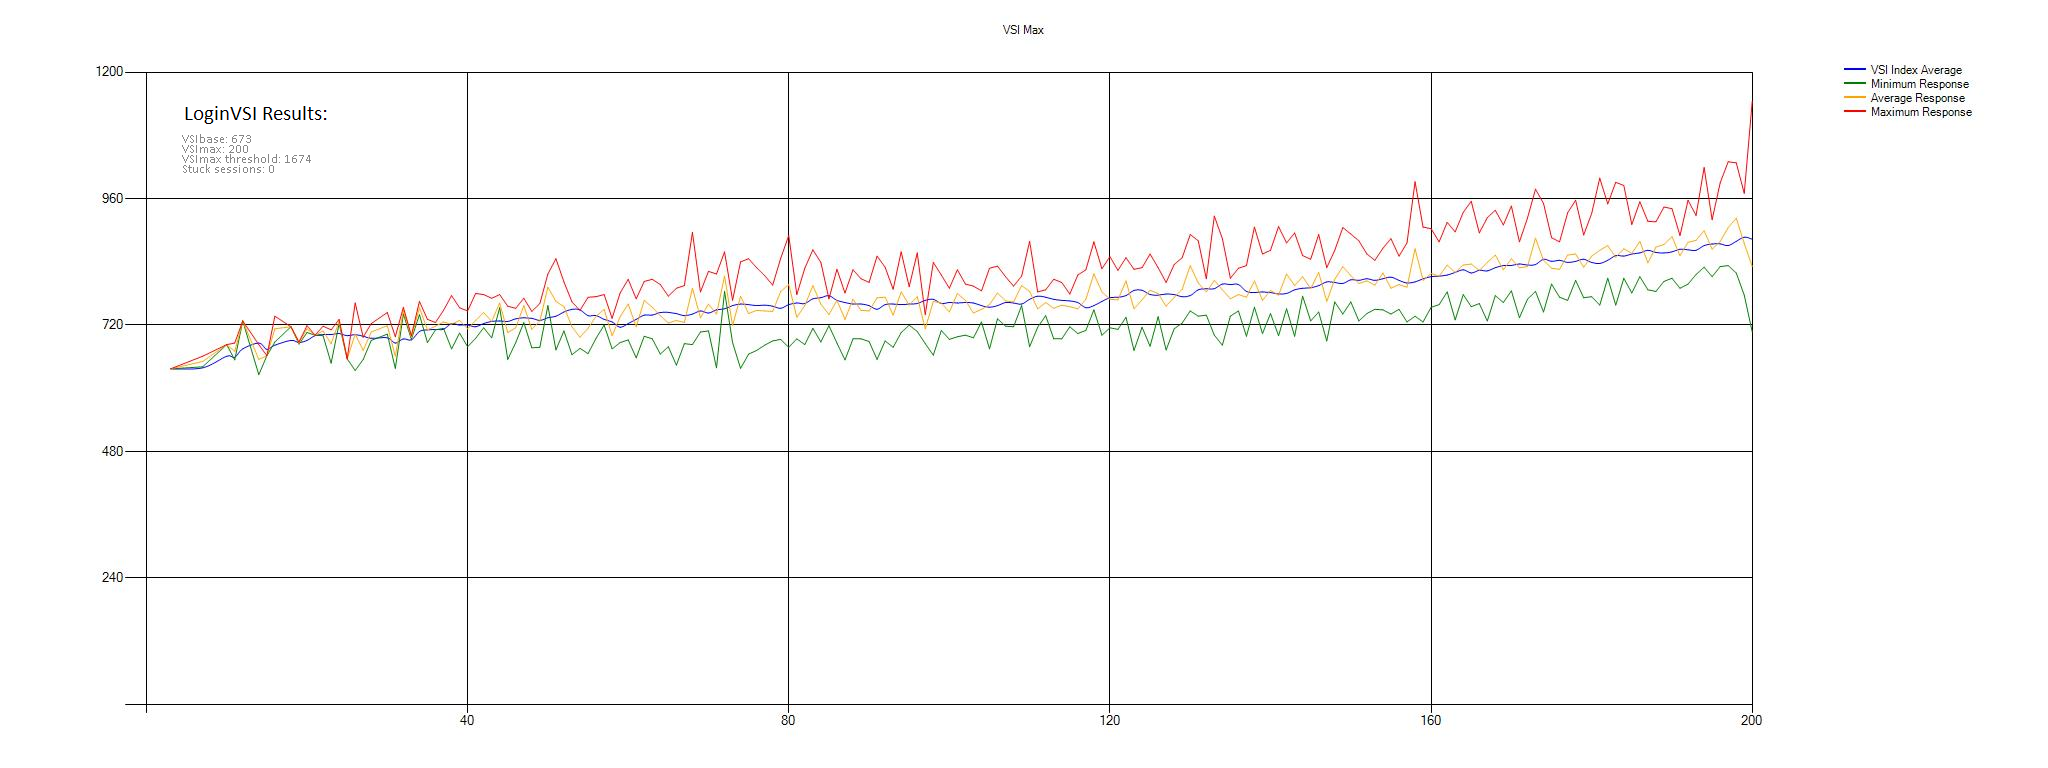 VSI Max
1200
960
720
480
240
40
80
120
160
200
LoginVSI Results:
VSIbase: 673
VSImax: 200
VSImax threshold: 1674
Stuck sessions: 0
VSI Index Average
Minimum Response
Average Response
Maximum Response